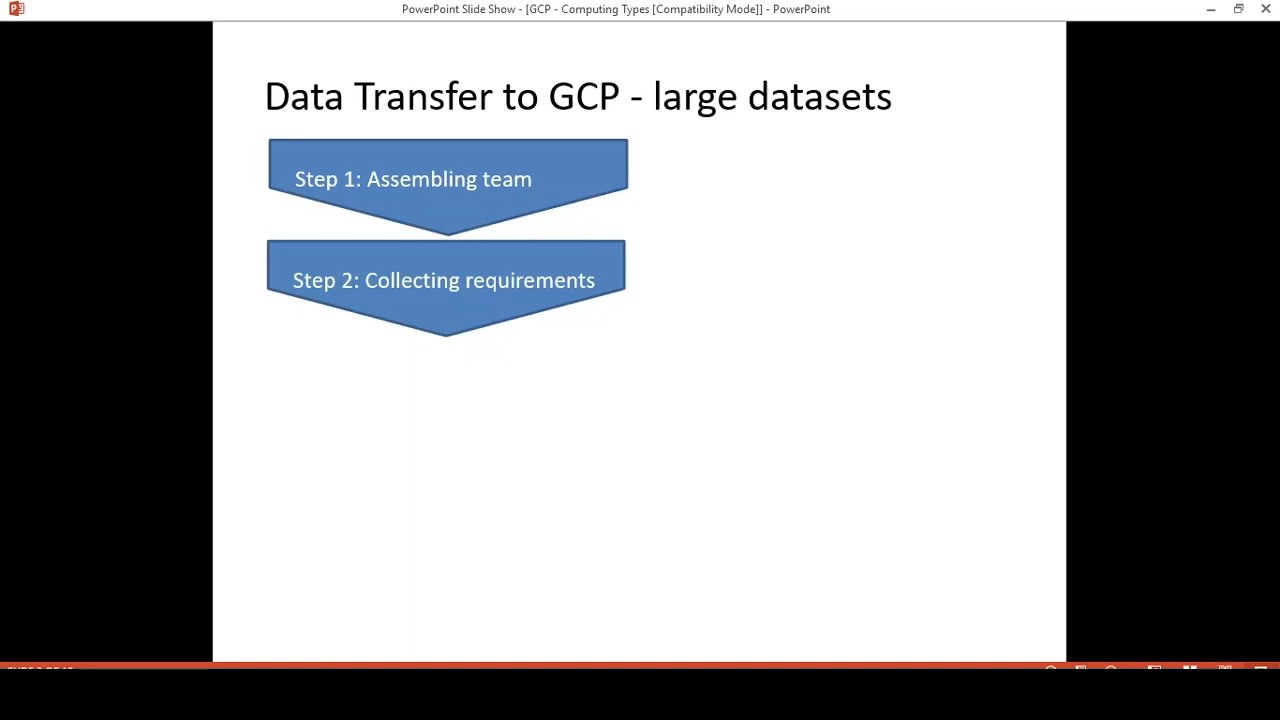 PowerPoint Slide Show - [GCP - Computing Types [Compatibility Mode]] - PowerPoint
Data Transfer to GCP - large datasets
Step 1: Assembling team
Step 2: Collecting requirements